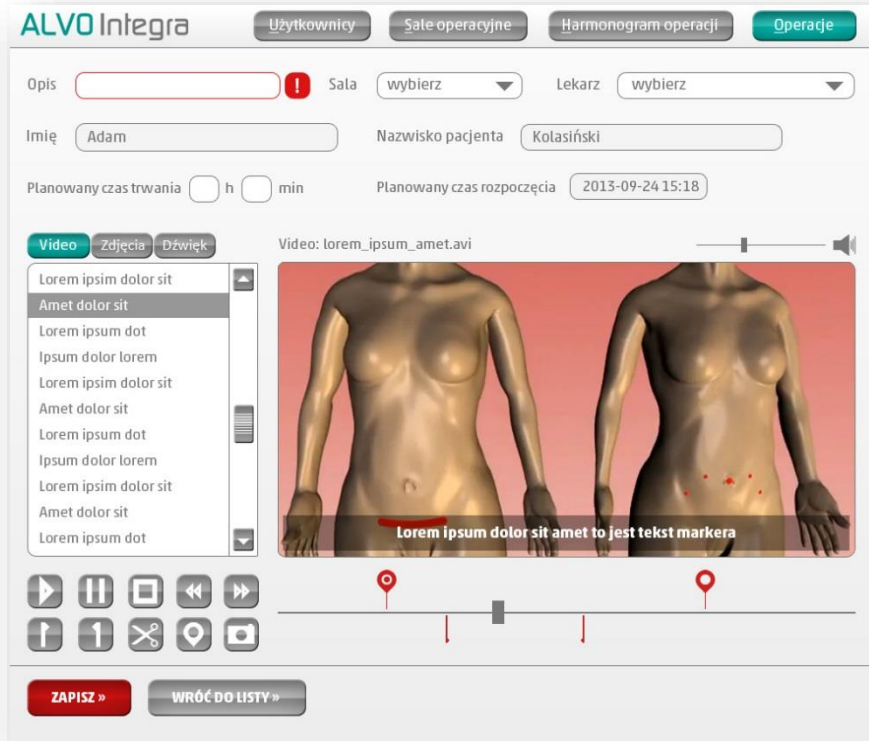 ALVO Integra
Użytkownicy
Sale operacyjne
Harmonogram operacji
Operacje
Opis
!
Sala
wybierz
Lekarz
wybierz
Imię
Adam
Nazwisko pacjenta
Kolasiński
Planowany czas trwania
h
min
Planowany czas rozpoczęcia
2013-09-24 15:18
Video
Zdjęcia
Dźwięk
Video: lorem_ipsum_amet.avi
Lorem ipsim dolor sit
Amet dolor sit
Lorem ipsum dot
Ipsum dolor lorem
Lorem ipsim dolor sit
Amet dolor sit
Lorem ipsum dot
Ipsum dolor lorem
Lorem ipsim dolor sit
Amet dolor sit
Lorem ipsum dot
Lorem ipsum dolor sit amet to jest tekst markera
ZAPISZ »
WRÓĆ DO LISTY »